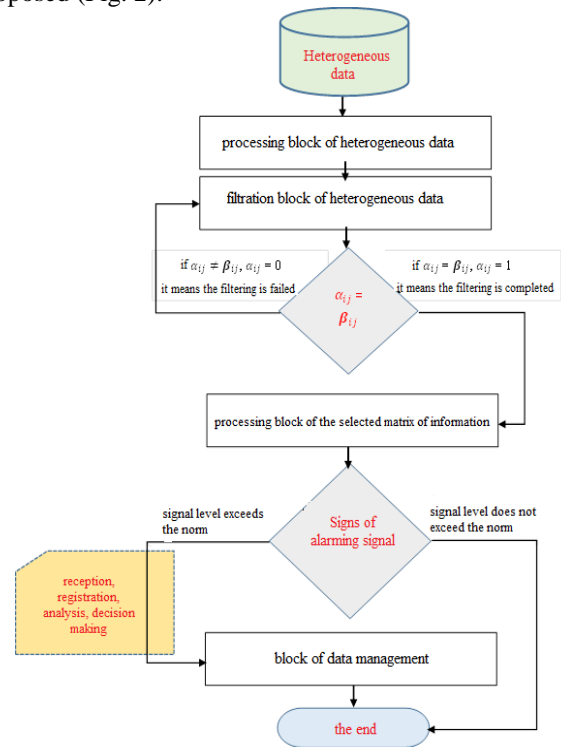 posed (Fig. 2).
Heterogeneous
data
processing block of heterogeneous data
filtration block of heterogeneous data
if αij ≠ βij, αij = 0
it means the filtering is failed
if αij = βij, αij = 1
it means the filtering is completed
αij =
βij
processing block of the selected matrix of information
signal level exceeds
the norm
Signs of
alarming signal
signal level does not
exceed the norm
reception,
registration,
analysis, decision
making
block of data management
the end